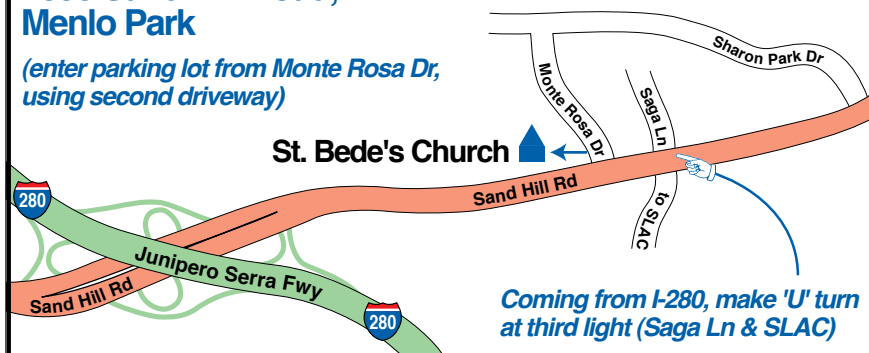 Menlo Park
(enter parking lot from Monte Rosa Dr,
using second driveway)
Sharon Park Dr
Monte Rosa Dr
Saga Ln
St. Bede's Church
Sand Hill Rd
280
to SLAC
Junipero Serra Fwy
Sand Hill Rd
280
Coming from I-280, make 'U' turn
at third light (Saga Ln & SLAC)